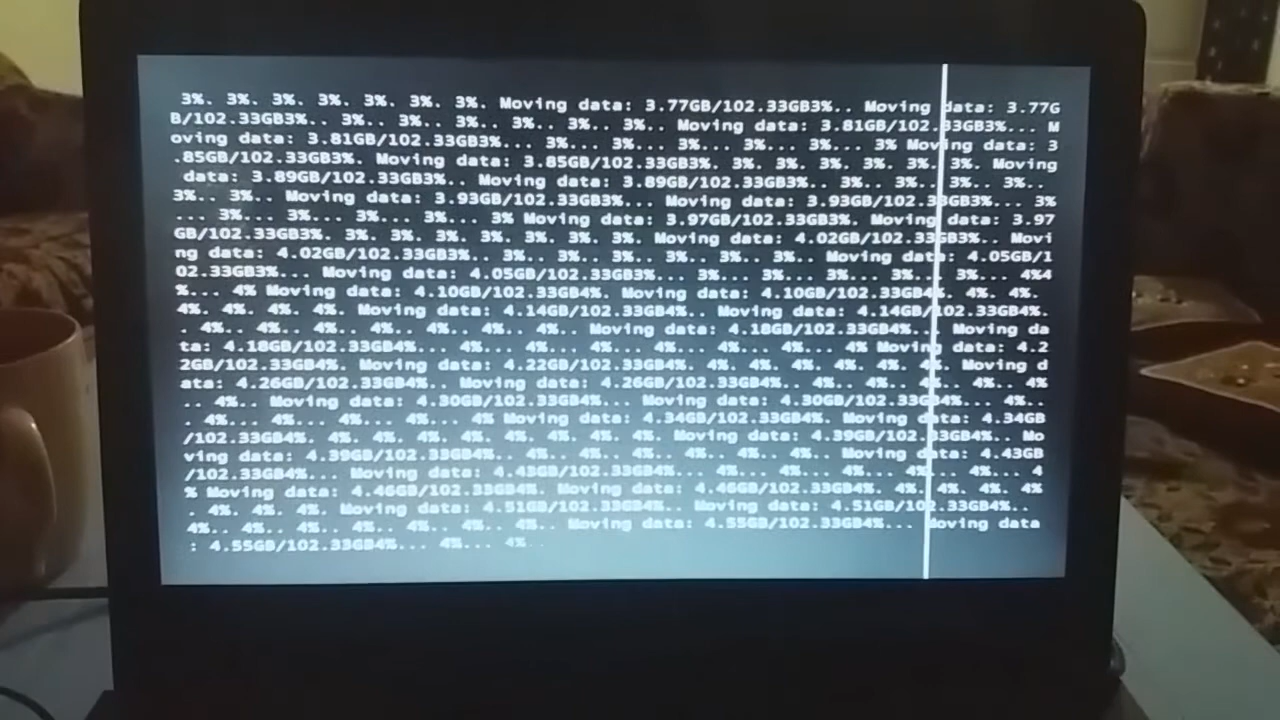 3%. 3%. 3%. 3%. 3%. 3%. 3%. Moving data: 3.77GB/102.33GB3%.. Moving data: 3.77G
B/102.33GB3%.. 3%.. 3%.. 3%.. 3%.. 3%.. 3%.. Moving data: 3.81GB/102.33GB3%... M
oving data: 3.81GB/102.33GB3%... 3%... 3%... 3%... 3%... 3%... 3% Moving data: 3
.85GB/102.33GB3%. Moving data: 3.85GB/102.33GB3%. 3%. 3%. 3%. 3%. 3%. 3%. Moving
data: 3.89GB/102.33GB3%.. Moving data: 3.89GB/102.33GB3%.. 3%.. 3%.. 3%.. 3%..
3%.. 3%.. Moving data: 3.93GB/102.33GB3%... Moving data: 3.93GB/102.33GB3%... 3%
... 3%... 3%... 3%... 3%... 3% Moving data: 3.97GB/102.33GB3%. Moving data: 3.97
GB/102.33GB3%. 3%. 3%. 3%. 3%. 3%. 3%. 3%. Moving data: 4.02GB/102.33GB3%.. Movi
ng data: 4.02GB/102.33GB3%.. 3%.. 3%.. 3%.. 3%.. 3%.. 3%.. Moving data: 4.05GB/1
02.33GB3%... Moving data: 4.05GB/102.33GB3%... 3%... 3%... 3%... 3%... 3%... 4%4
%... 4% Moving data: 4.10GB/102.33GB4%. Moving data: 4.10GB/102.33GB4%. 4%. 4%.
4%. 4%. 4%. 4%. Moving data: 4.14GB/102.33GB4%.. Moving data: 4.14GB/102.33GB4%.
. 4%.. 4%.. 4%.. 4%.. 4%.. 4%.. 4%.. Moving data: 4.18GB/102.33GB4%... Moving da
ta: 4.18GB/102.33GB4%... 4%... 4%... 4%... 4%... 4%... 4%... 4% Moving data: 4.2
2GB/102.33GB4%. Moving data: 4.22GB/102.33GB4%. 4%. 4%. 4%. 4%. 4%. 4%. Moving d
ata: 4.26GB/102.33GB4%.. Moving data: 4.26GB/102.33GB4%.. 4%.. 4%.. 4%.. 4%.. 4%
.. 4%.. Moving data: 4.30GB/102.33GB4%... Moving data: 4.30GB/102.33GB4%... 4%..
. 4%... 4%... 4%... 4%... 4% Moving data: 4.34GB/102.33GB4%. Moving data: 4.34GB
/102.33GB4%. 4%. 4%. 4%. 4%. 4%. 4%. 4%. Moving data: 4.39GB/102.33GB4%.. Mo
ving data: 4.39GB/102.33GB4%.. 4%.. 4%.. 4%.. 4%.. 4%.. 4%.. Moving data: 4.43GB
/102.33GB4%... Moving data: 4.43GB/102.33GB4%... 4%... 4%... 4%... 4%... 4%... 4
% Moving data: 4.46GB/102.33GB4%. Moving data: 4.46GB/102.33GB4%. 4%. 4%. 4%. 4%
. 4%. 4%. 4%. Moving data: 4.51GB/102.33GB4%.. Moving data: 4.51GB/102.33GB4%..
4%.. 4%.. 4%.. 4%.. 4%.. 4%.. 4%.. Moving data: 4.55GB/102.33GB4%... Moving data
: 4.55GB/102.33GB4%... 4%... 4%..